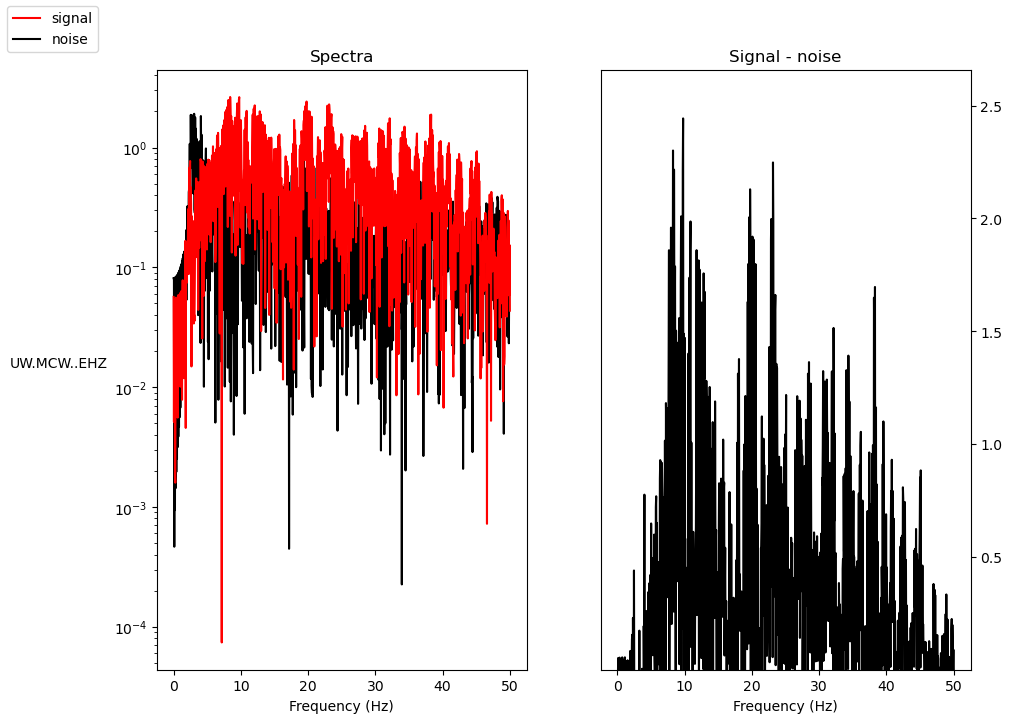 signal
noise
Spectra
Signal - noise
UW.MCW..EHZ
10⁰
10⁻¹
10⁻²
10⁻³
10⁻⁴
2.5
2.0
1.5
1.0
0.5
0 10 20 30 40 50
0 10 20 30 40 50
Frequency (Hz)
Frequency (Hz)